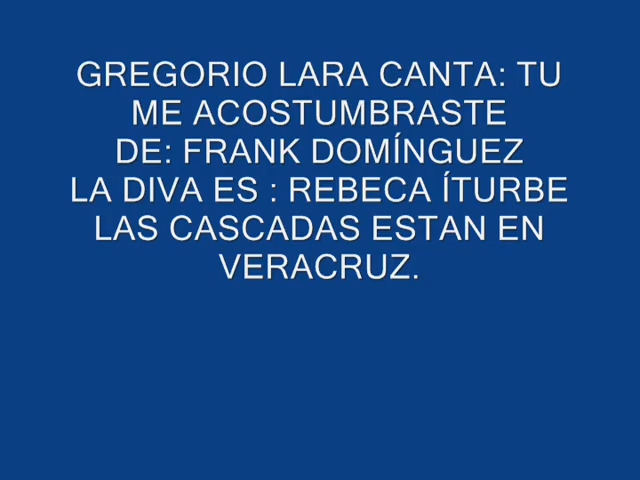 GREGORIO LARA CANTA: TU
ME ACOSTUMBRASTE
DE: FRANK DOMÍNGUEZ
LA DIVA ES : REBECA ÍTURBE
LAS CASCADAS ESTAN EN
VERACRUZ.